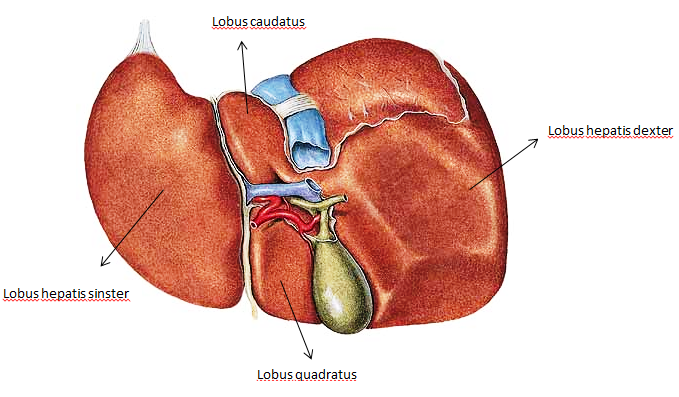 Lobus caudatus
Lobus hepatis dexter
Lobus hepatis sinster
Lobus quadratus